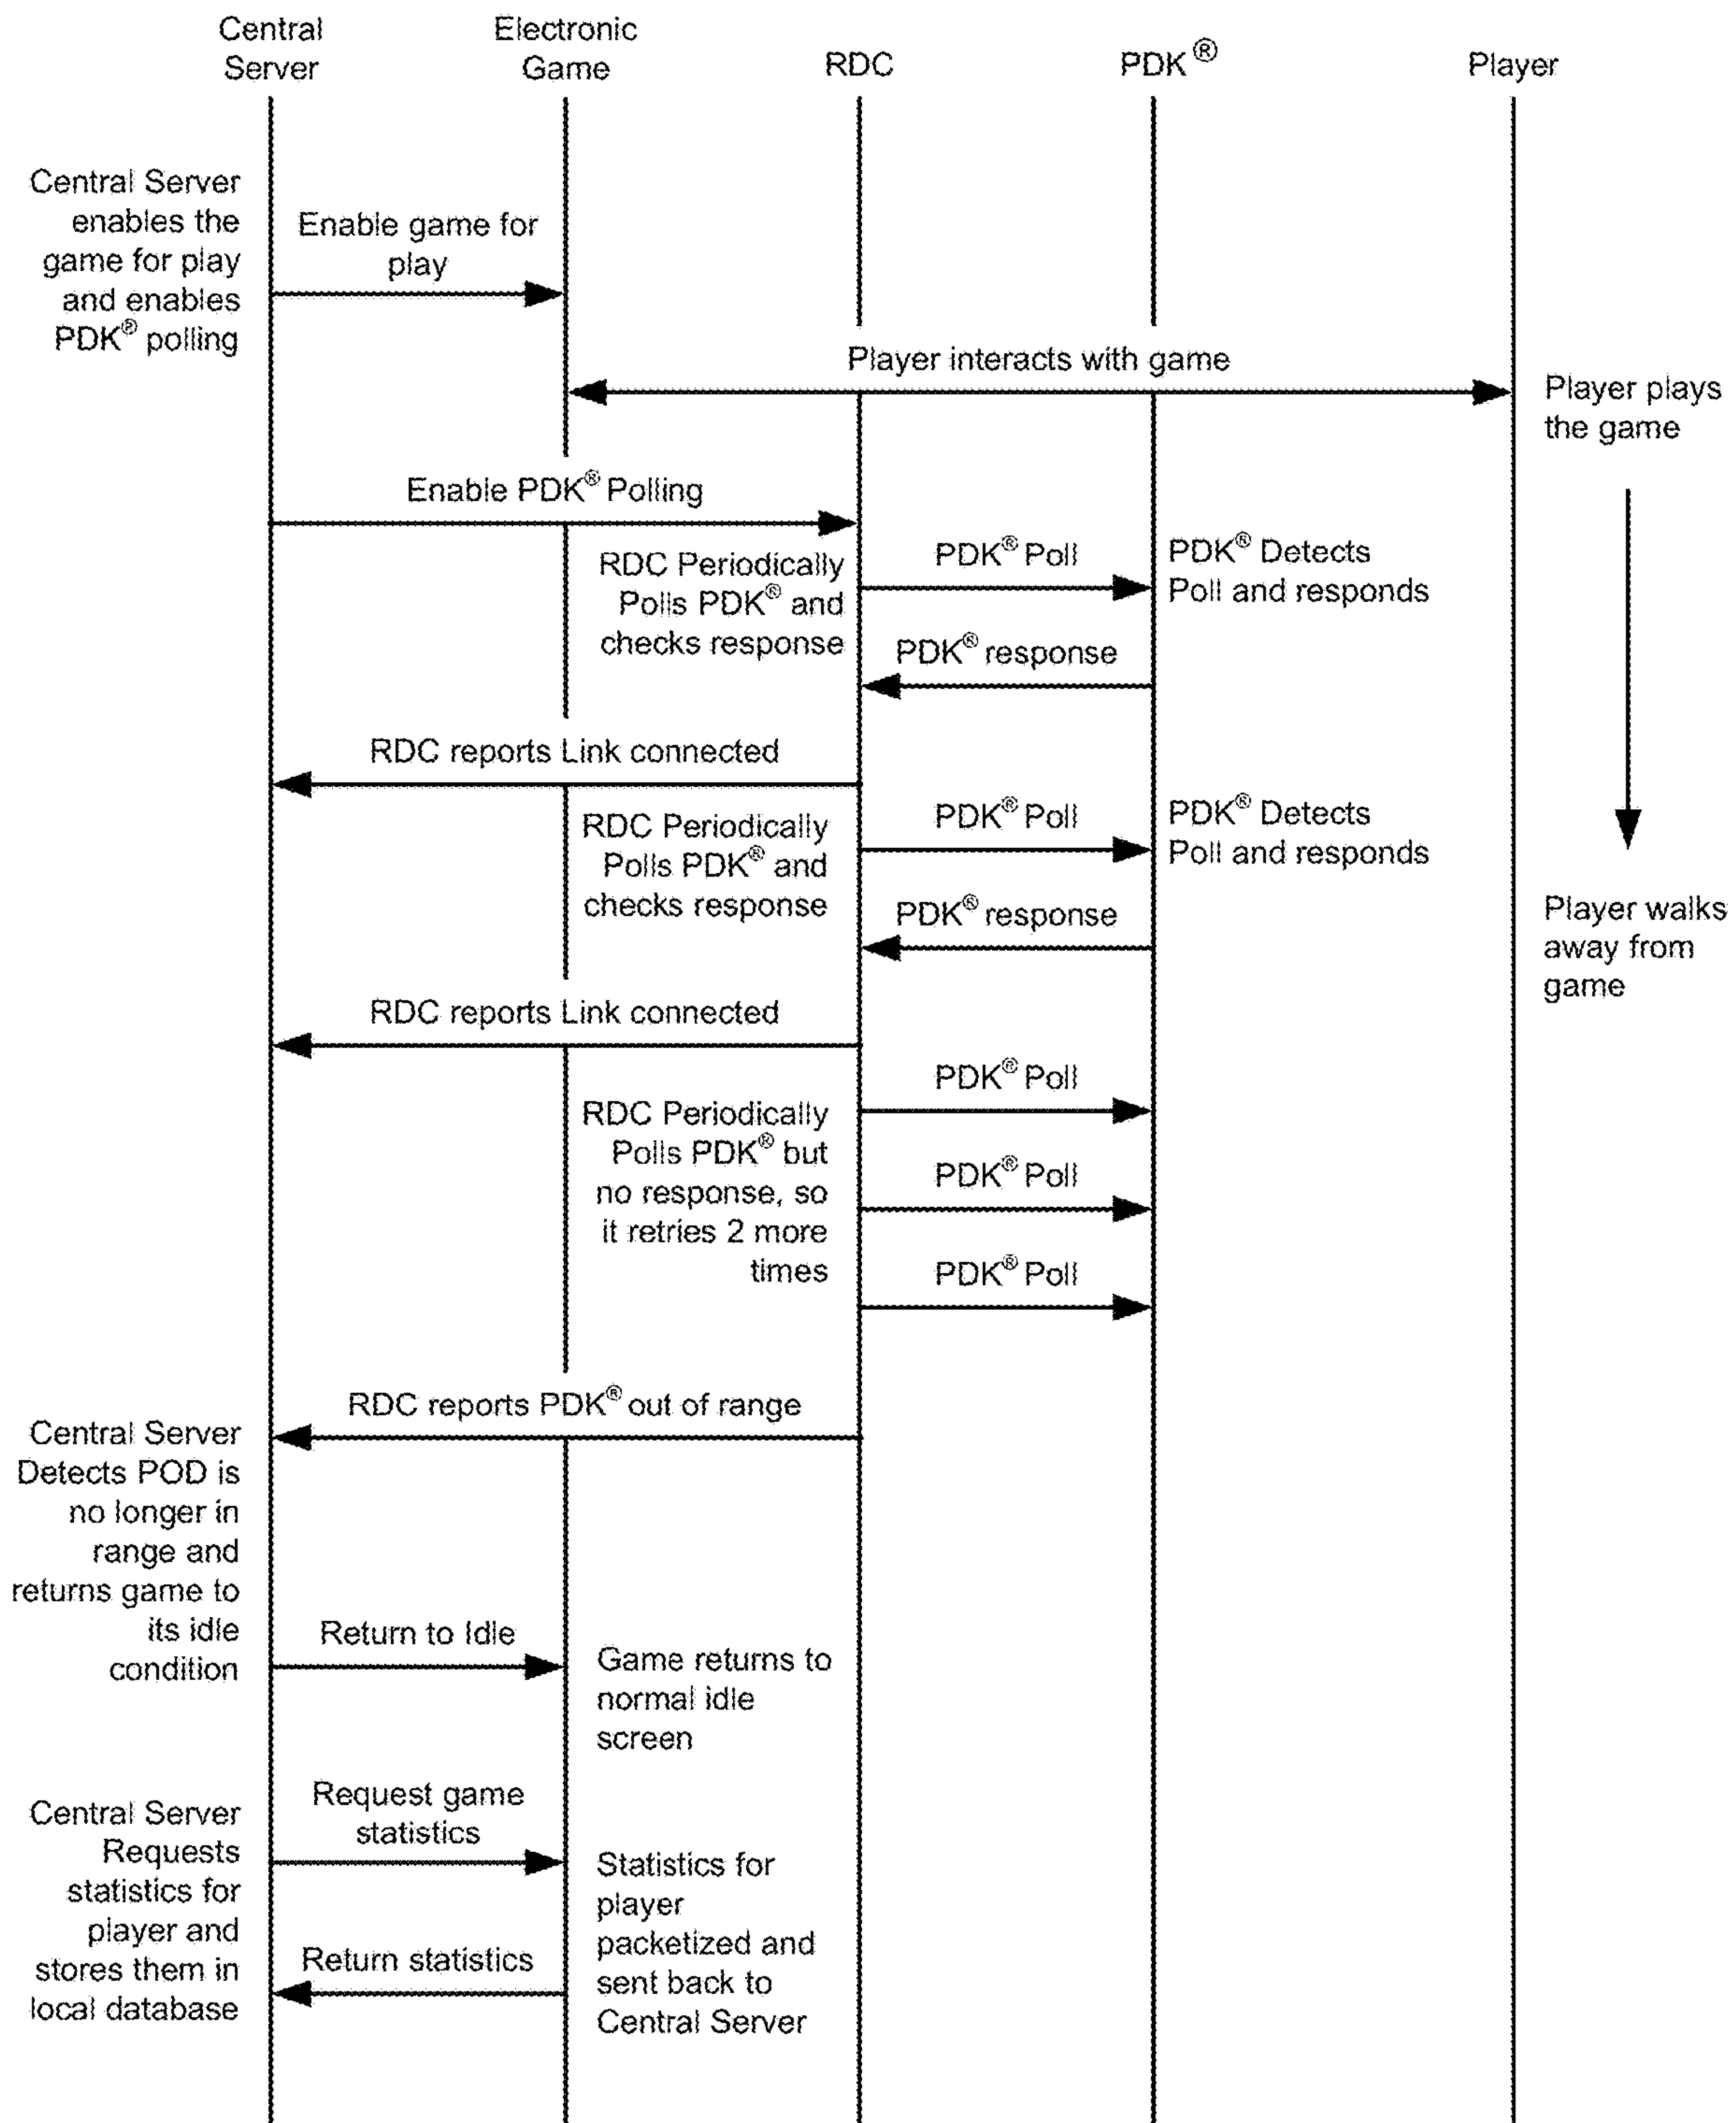 Central
Server
Electronic
Game
RDC
PDK®
Player
Central Server
enables the
game for play
and enables
PDK® polling
Enable game for
play
Player interacts with game
Player plays
the game
Enable PDK® Polling
RDC Periodically
Polls PDK® and
checks response
PDK® Poll
PDK® Detects
Poll and responds
PDK® response
RDC reports Link connected
RDC Periodically
Polls PDK® and
checks response
PDK® Poll
PDK® Detects
Poll and responds
PDK® response
Player walks
away from
game
RDC reports Link connected
RDC Periodically
Polls PDK® but
no response, so
it retries 2 more
times
PDK® Poll
PDK® Poll
PDK® Poll
RDC reports PDK® out of range
Central Server
Detects POD is
no longer in
range and
returns game to
its idle
condition
Return to Idle
Game returns to
normal idle
screen
Central Server
Requests
statistics for
player and
stores them in
local database
Request game
statistics
Statistics for
player
packetized and
sent back to
Central Server
Return statistics